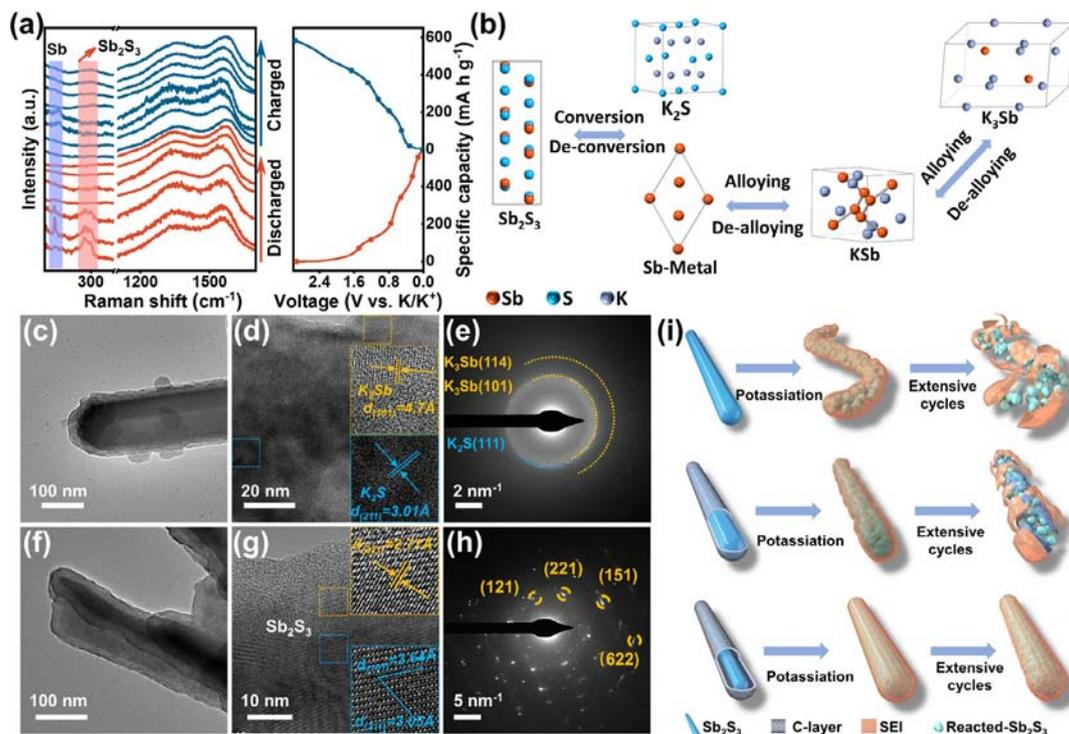 (a)
Sb
Sb₂S₃
Intensity (a.u.)
Charged
Discharged
300 1200 1500
Raman shift (cm⁻¹)
600
400
200
0
400
200
0
Specific capacity (mA h g⁻¹)
2.4 1.6 0.8 0.0
Voltage (V vs. K/K⁺)
(b)
Sb₂S₃
Conversion
De-conversion
K₂S
Sb-Metal
Alloying
De-alloying
KSb
Alloying
De-alloying
K₃Sb
Sb S K
(c)
100 nm
(d)
K₃Sb
=4.7Å
K₂S
d(211)=3.01Å
20 nm
(e)
K₃Sb(114)
K₃Sb(101)
K₂S(111)
2 nm⁻¹
(f)
100 nm
(g)
Sb₂S₃
10 nm
(h)
(121)
(221)
(151)
(622)
5 nm⁻¹
(i)
Potassiation
Extensive
cycles
Potassiation
Extensive
cycles
Potassiation
Extensive
cycles
Sb₂S₃ C-layer SEI Reacted-Sb₂S₃